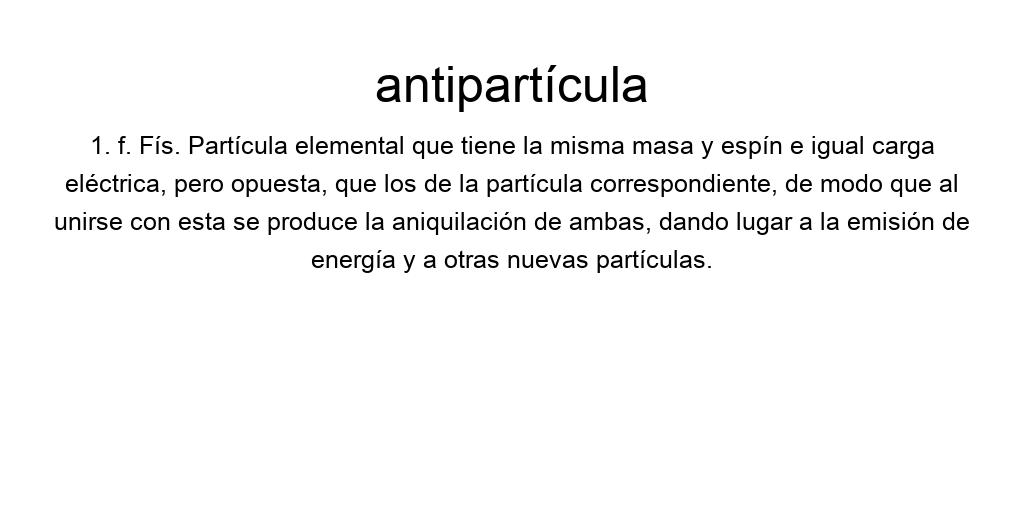 antipartícula
1. f. Fís. Partícula elemental que tiene la misma masa y espín e igual carga
eléctrica, pero opuesta, que los de la partícula correspondiente, de modo que al
unirse con esta se produce la aniquilación de ambas, dando lugar a la emisión de
energía y a otras nuevas partículas.